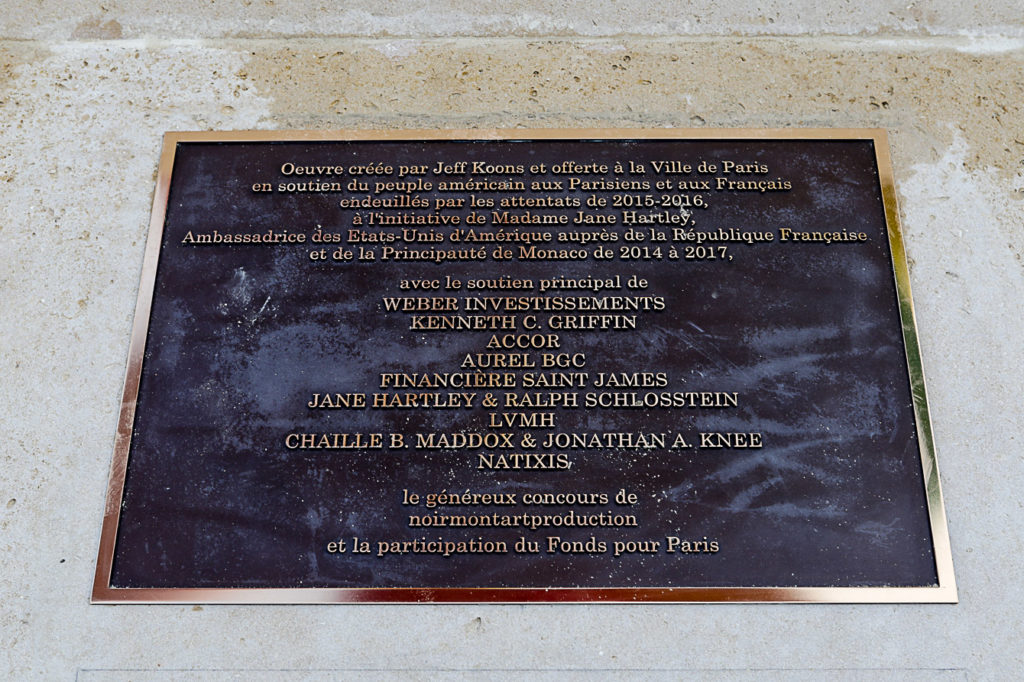 Oeuvre créée par Jeff Koons et offerte à la Ville de Paris
en soutien du peuple américain aux Parisiens et aux Français
endeuillés par les attentats de 2015-2016,
à l'initiative de Madame Jane Hartley,
Ambassadrice des Etats-Unis d'Amérique auprès de la République Française
et de la Principauté de Monaco de 2014 à 2017,
avec le soutien principal de
WEBER INVESTISSEMENTS
KENNETH C. GRIFFIN
ACCOR
AUREL BGC
FINANCIÈRE SAINT JAMES
JANE HARTLEY & RALPH SCHLOSSTEIN
LVMH
CHAILLE B. MADDOX & JONATHAN A. KNEE
NATIXIS
le généreux concours de
noirmontartproduction
et la participation du Fonds pour Paris